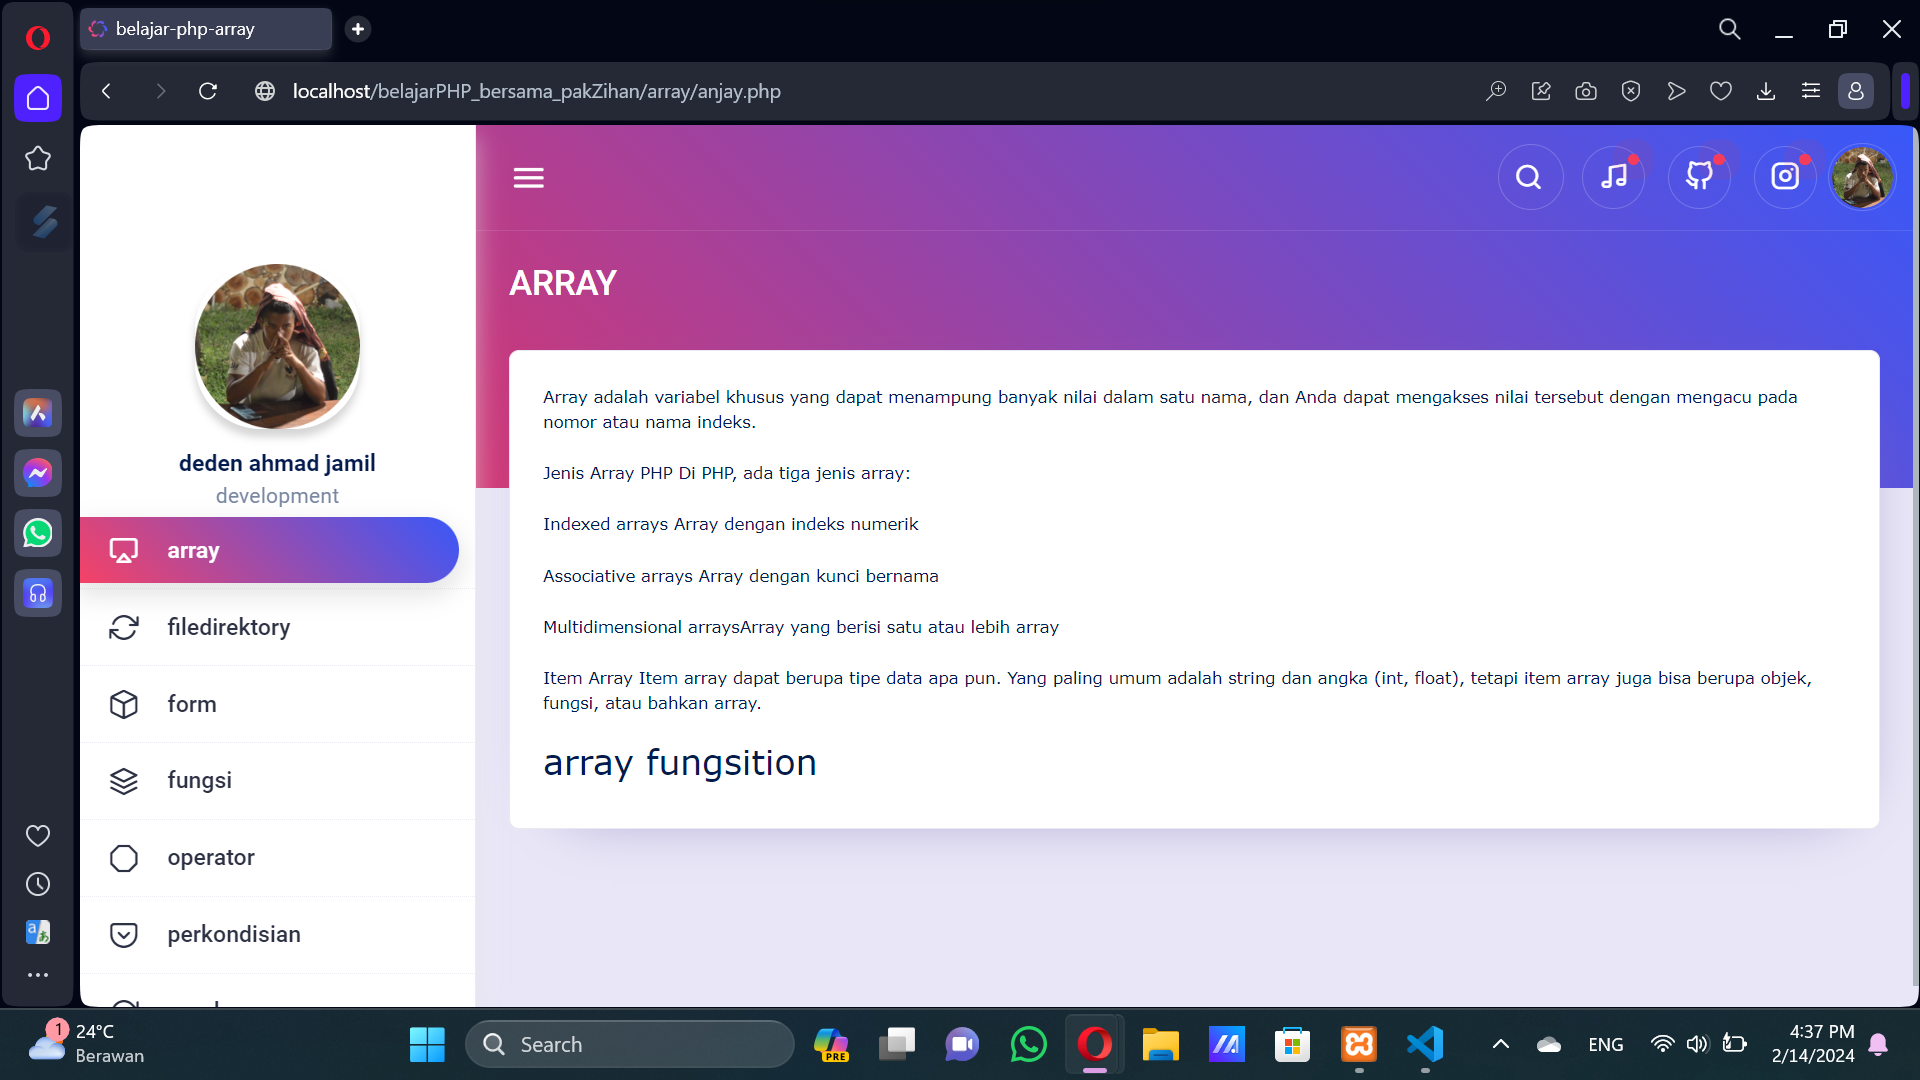 belajar-php-array
localhost/belajarPHP_bersama_pakZihan/array/anjay.php
deden ahmad jamil
development
array
filedirektory
form
fungsi
operator
perkondisian
ARRAY
Array adalah variabel khusus yang dapat menampung banyak nilai dalam satu nama, dan Anda dapat mengakses nilai tersebut dengan mengacu pada
nomor atau nama indeks.
Jenis Array PHP Di PHP, ada tiga jenis array:
Indexed arrays Array dengan indeks numerik
Associative arrays Array dengan kunci bernama
Multidimensional arraysArray yang berisi satu atau lebih array
Item Array Item array dapat berupa tipe data apa pun. Yang paling umum adalah string dan angka (int, float), tetapi item array juga bisa berupa objek,
fungsi, atau bahkan array.
array fungsition
1
24°C
Berawan
Search
PRE
ENG
4:37 PM
2/14/2024